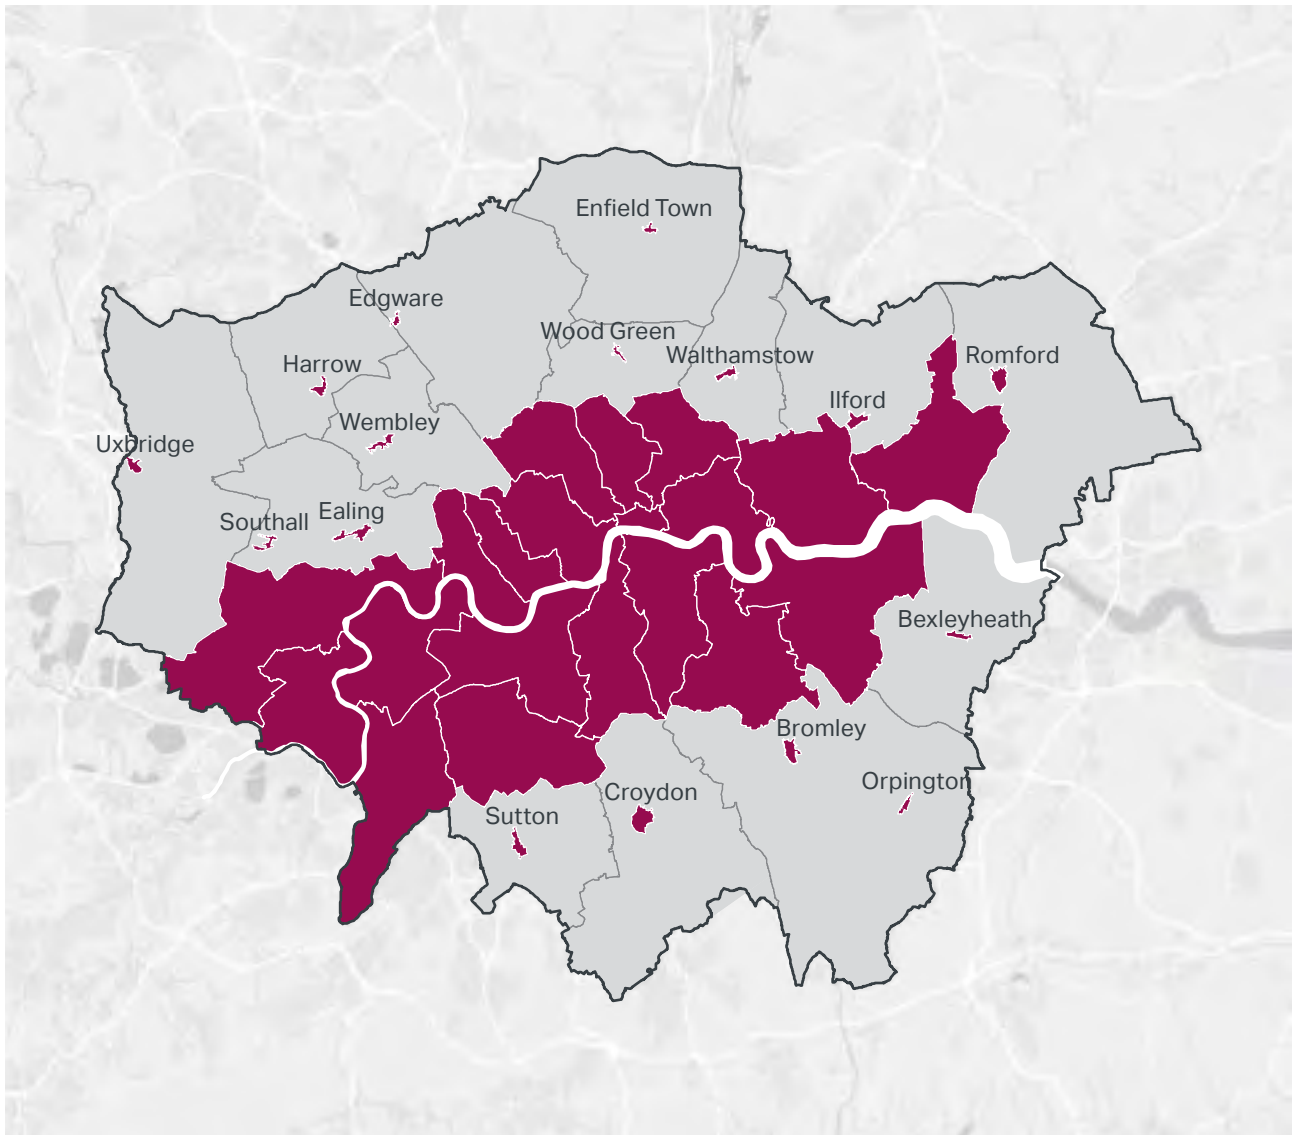 Enfield Town
Edgware
Wood Green
Walthamstow
Romford
Harrow
Ilford
Wembley
Uxbridge
Ealing
Southall
Bexleyheath
Bromley
Orpington
Croydon
Sutton